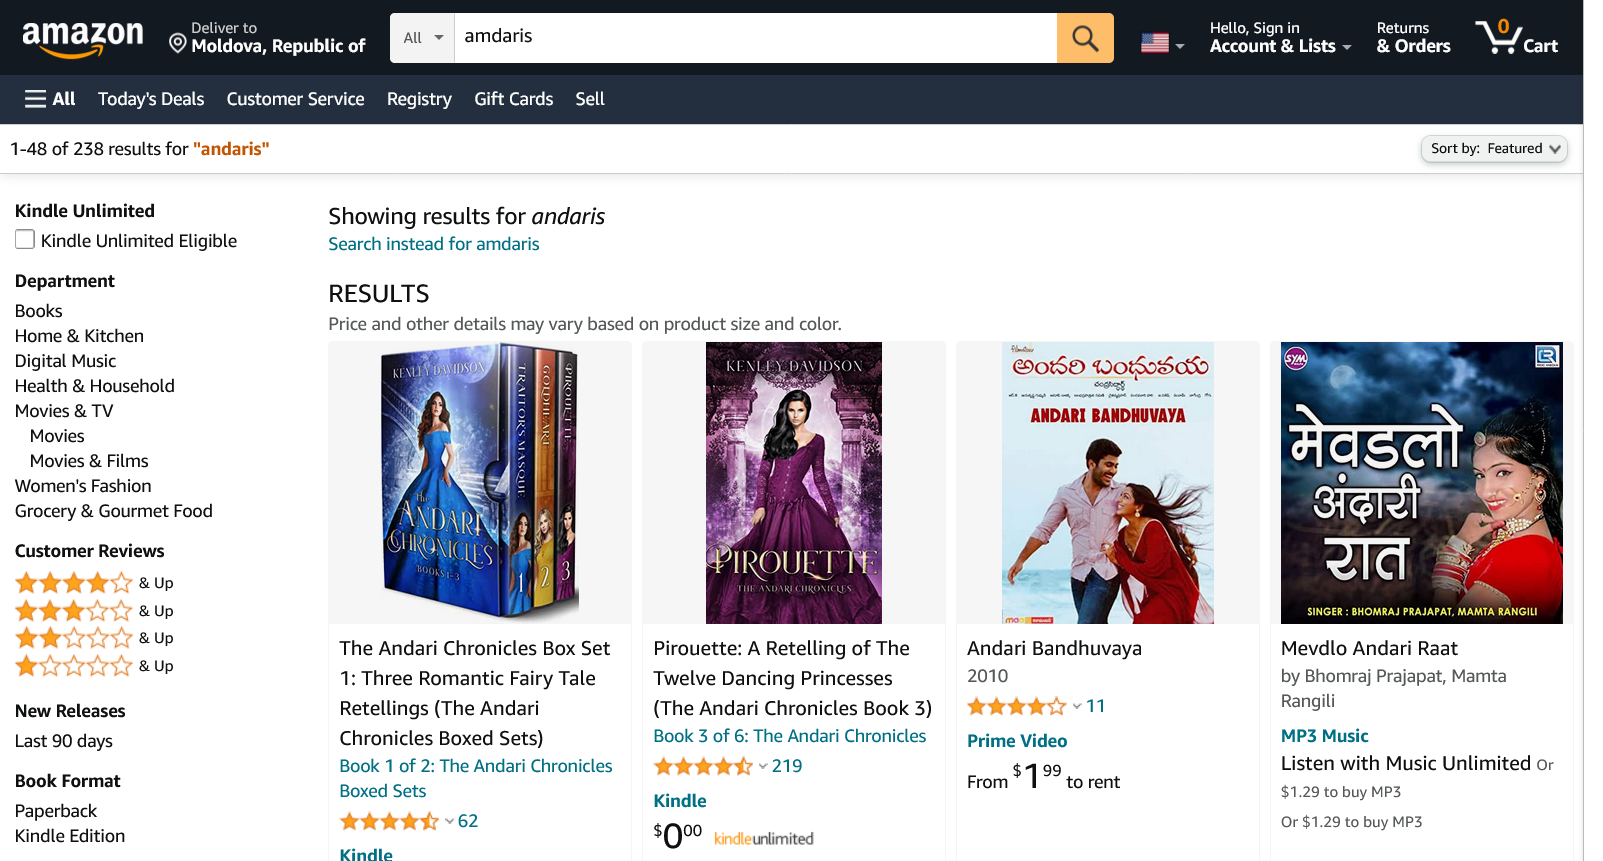 amazon
Deliver to
Moldova, Republic of
All
amdaris
Hello, Sign in
Account & Lists
Returns
& Orders
0
Cart
All
Today's Deals
Customer Service
Registry
Gift Cards
Sell
1-48 of 238 results for "andaris"
Sort by: Featured
Kindle Unlimited
Kindle Unlimited Eligible
Department
Books
Home & Kitchen
Digital Music
Health & Household
Movies & TV
Movies
Movies & Films
Women's Fashion
Grocery & Gourmet Food
Customer Reviews
& Up
& Up
& Up
& Up
New Releases
Last 90 days
Book Format
Paperback
Kindle Edition
Showing results for andaris
Search instead for amdaris
RESULTS
Price and other details may vary based on product size and color.
KENLEY DAVIDSON
The
ANDARI
CHRONICLES
BOOKS 1-3
TRAITOR'S MASQUE
GOLDHEART
PIROUETTE
1
2
3
The Andari Chronicles Box Set
1: Three Romantic Fairy Tale
Retellings (The Andari
Chronicles Boxed Sets)
Book 1 of 2: The Andari Chronicles
Boxed Sets
62
Kindle
KENLEY DAVIDSON
PIROUETTE
THE ANDARI CHRONICLES
Pirouette: A Retelling of The
Twelve Dancing Princesses
(The Andari Chronicles Book 3)
Book 3 of 6: The Andari Chronicles
219
Kindle
$0.00 kindleunlimited
అందరి బంధువయ
ANDARI BANDHUVAYA
Andari Bandhuvaya
2010
11
Prime Video
From $1.99 to rent
SYM
मेवडलो
अंदारी
रात
SINGER : BHOMRAJ PRAJAPAT, MAMTA RANGILI
Mevdlo Andari Raat
by Bhomraj Prajapat, Mamta
Rangili
MP3 Music
Listen with Music Unlimited Or
$1.29 to buy MP3
Or $1.29 to buy MP3